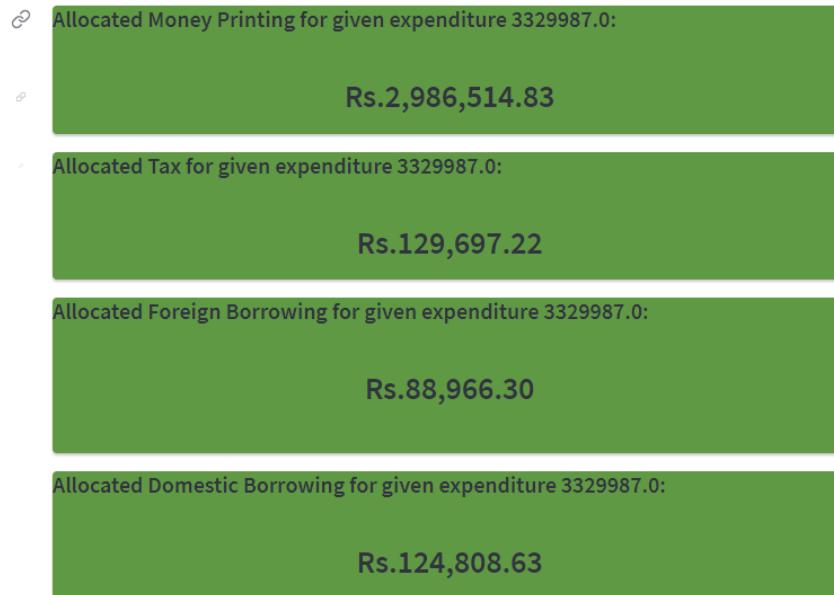 Allocated Money Printing for given expenditure 3329987.0:
Rs.2,986,514.83
Allocated Tax for given expenditure 3329987.0:
Rs.129,697.22
Allocated Foreign Borrowing for given expenditure 3329987.0:
Rs.88,966.30
Allocated Domestic Borrowing for given expenditure 3329987.0:
Rs.124,808.63